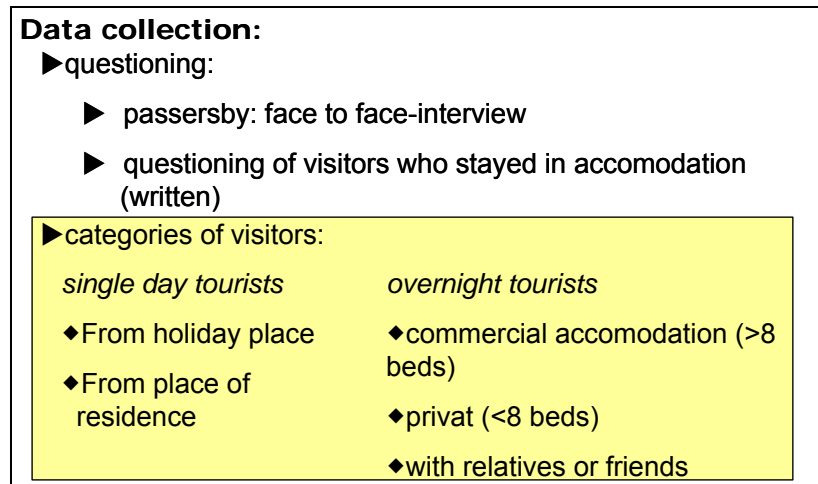 Data collection:
▶questioning:
▶ passersby: face to face-interview
▶ questioning of visitors who stayed in accomodation
(written)
▶categories of visitors:
single day tourists
◆From holiday place
◆From place of
residence
overnight tourists
◆commercial accomodation (>8
beds)
◆privat (<8 beds)
◆with relatives or friends